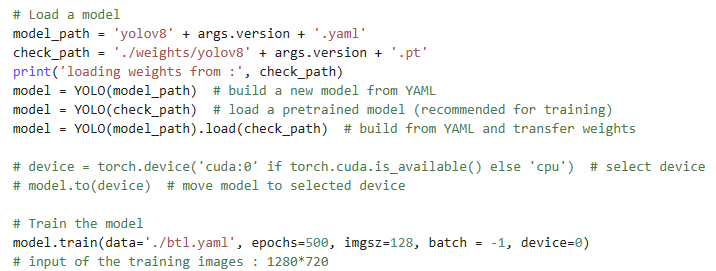 # Load a model
model_path = 'yolov8' + args.version + '.yaml'
check_path = './weights/yolov8' + args.version + '.pt'
print('loading weights from :', check_path)
model = YOLO(model_path)  # build a new model from YAML
model = YOLO(check_path)  # load a pretrained model (recommended for training)
model = YOLO(model_path).load(check_path)  # build from YAML and transfer weights
# device = torch.device('cuda:0' if torch.cuda.is_available() else 'cpu')  # select device
# model.to(device)  # move model to selected device
# Train the model
model.train(data='./btl.yaml', epochs=500, imgsz=128, batch = -1, device=0)
# input of the training images : 1280*720